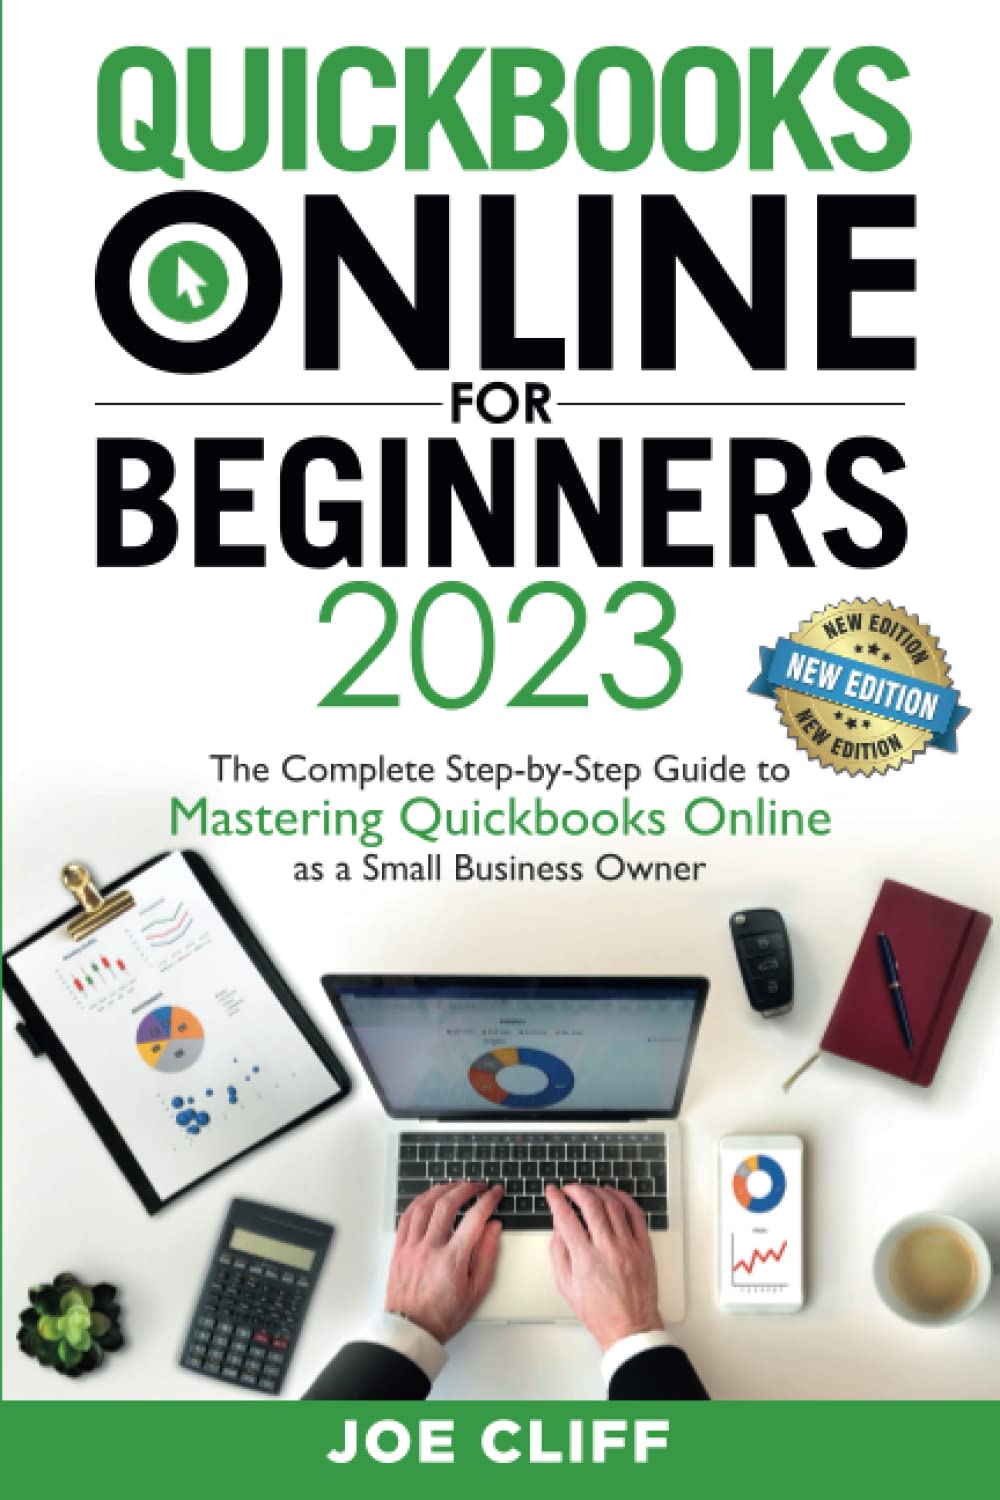 QUICKBOOKS
ONLINE
FOR
BEGINNERS
2023
NEW EDITION
NEW EDITION
NEW EDITION
The Complete Step-by-Step Guide to
Mastering Quickbooks Online
as a Small Business Owner
JOE CLIFF